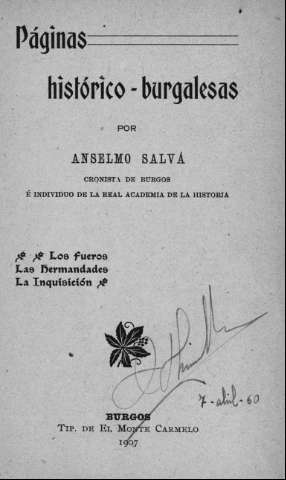 Páginas
histórico-burgalesas
POR
ANSELMO SALVÁ
CRONISTA DE BURGOS
É INDIVIDUO DE LA REAL ACADEMIA DE LA HISTORIA
Los Fueros
Las Hermandades
La Inquisición
7-abril-60
BURGOS
TIP. DE EL MONTE CARMELO
1907